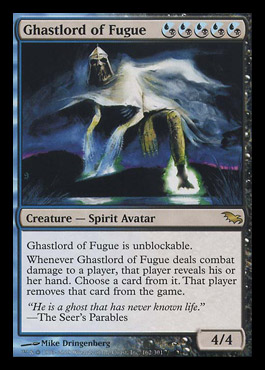 Ghastlord of Fugue
Creature — Spirit Avatar
Ghastlord of Fugue is unblockable.
Whenever Ghastlord of Fugue deals combat
damage to a player, that player reveals his or
her hand. Choose a card from it. That player
removes that card from the game.
“He is a ghost that has never known life.”
—The Seer's Parables
Mike Dringenberg
4/4